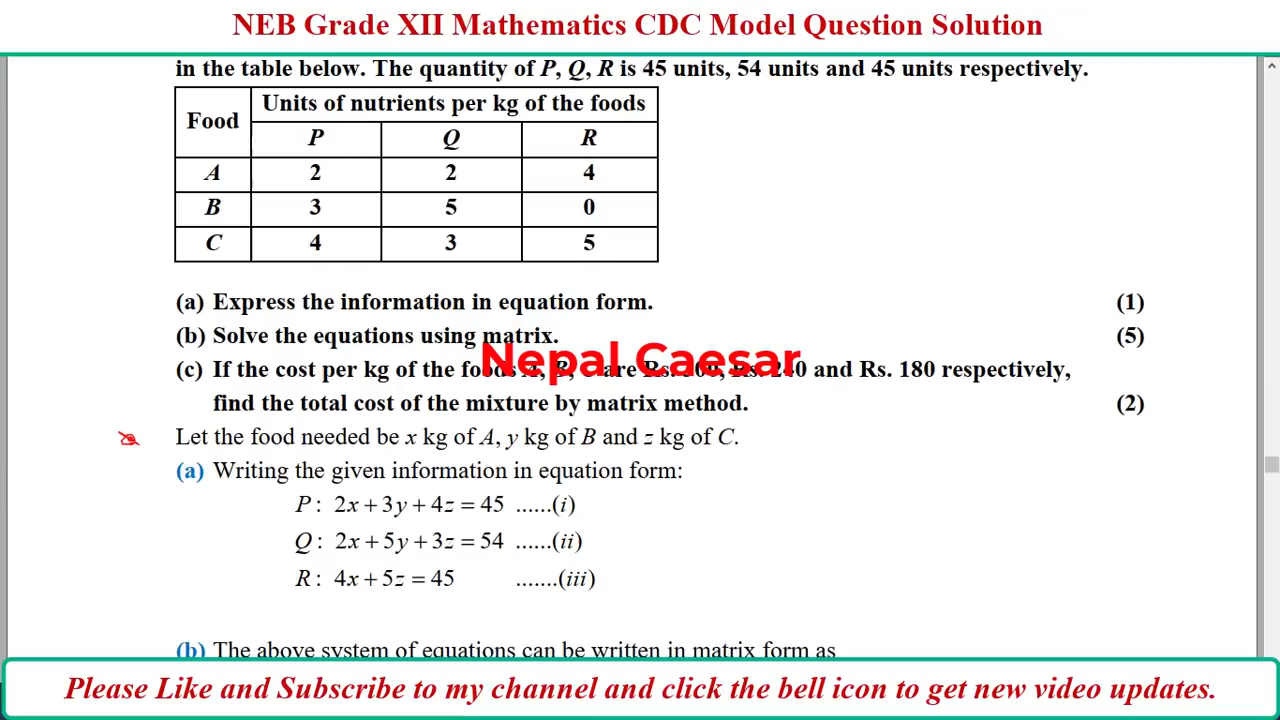 NEB Grade XII Mathematics CDC Model Question Solution
in the table below. The quantity of P, Q, R is 45 units, 54 units and 45 units respectively.
Food Units of nutrients per kg of the foods
P Q R
A 2 2 4
B 3 5 0
C 4 3 5
(a) Express the information in equation form. (1)
(b) Solve the equations using matrix. (5)
Nepal Caesar
(c) If the cost per kg of the foods are Rs. Rs. 240 and Rs. 180 respectively,
find the total cost of the mixture by matrix method. (2)
Let the food needed be x kg of A, y kg of B and z kg of C.
(a) Writing the given information in equation form:
P : 2x + 3y + 4z = 45 ......(i)
Q : 2x + 5y + 3z = 54 ......(ii)
R : 4x + 5z = 45 .......(iii)
(b) The above system of equations can be written in matrix form as
Please Like and Subscribe to my channel and click the bell icon to get new video updates.